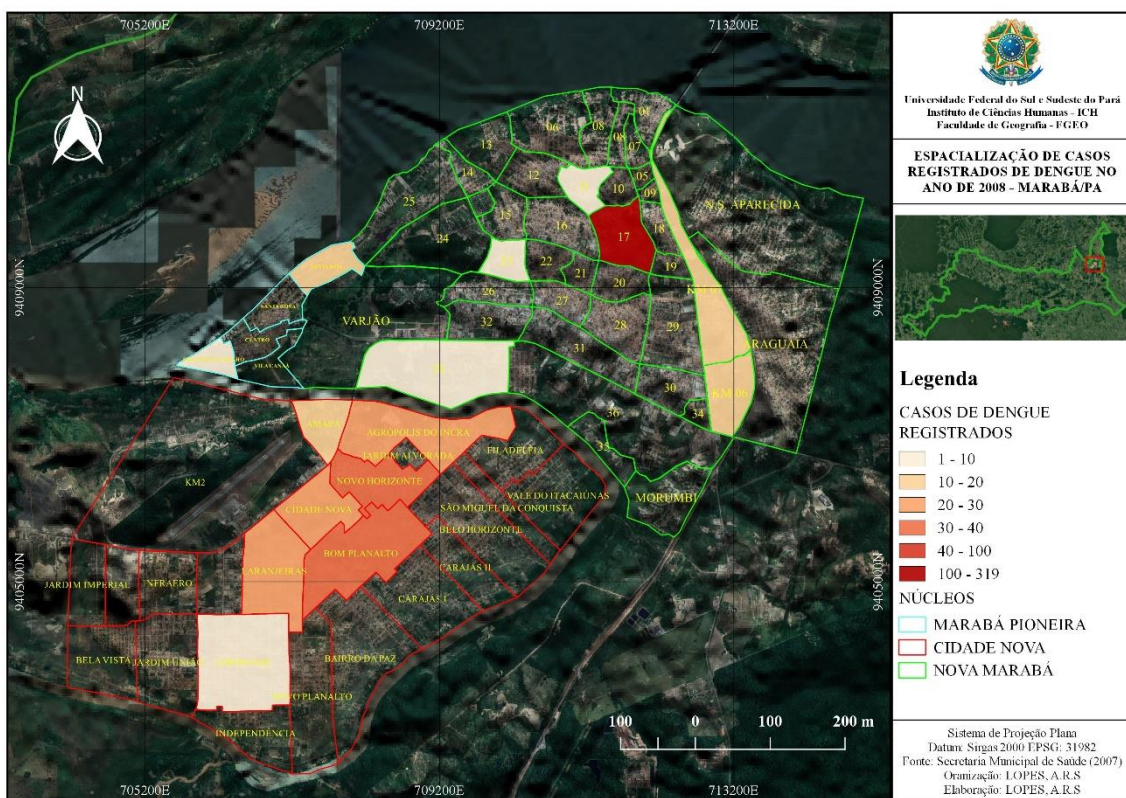 705200E
709200E
713200E
N
01
06
08
08
13
07
12
14
05
10
09
N.S. APARECIDA
25
15
16
18
24
17
22
21
19
20
26
27
9409000N
9409000N
SANTA ROSA
VARJÃO
32
28
29
CENTRO
31
ARAGUAIA
30
KM 06
34
AMAPÁ
36
AGRÓPOLIS DO INCRA
JARDIM ALVORADA
FILADÉLFIA
KM2
NOVO HORIZONTE
VALE DO ITACAIÚNAS
MORUMBI
CIDADE NOVA
SÃO MIGUEL DA CONQUISTA
BELO HORIZONTE
BOM PLANALTO
CARAJÁS II
JARDIM IMPERIAL
INFRAERO
LARANJEIRAS
9405000N
9405000N
CARAJÁS I
BELA VISTA
JARDIM UNIÃO
BAIRRO DA PAZ
NOVO PLANALTO
INDEPENDÊNCIA
100 0 100 200 m
705200E
709200E
713200E
Universidade Federal do Sul e Sudeste do Pará
Instituto de Ciências Humanas - ICH
Faculdade de Geografia - FGEO
ESPACIALIZAÇÃO DE CASOS
REGISTRADOS DE DENGUE NO
ANO DE 2008 - MARABÁ/PA
Legenda
CASOS DE DENGUE
REGISTRADOS
1 - 10
10 - 20
20 - 30
30 - 40
40 - 100
100 - 319
NÚCLEOS
MARABÁ PIONEIRA
CIDADE NOVA
NOVA MARABÁ
Sistema de Projeção Plana
Datum: Sirgas 2000 EPSG: 31982
Fonte: Secretaria Municipal de Saúde (2007)
Oranização: LOPES, A.R.S
Elaboração: LOPES, A.R.S